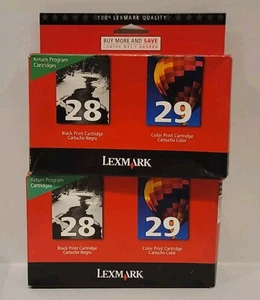 100% LEXMARK QUALITY
BUY MORE AND SAVE
Return Program
Cartridges
28
29
Black Print Cartridge
Cartucho Negro
Color Print Cartridge
Cartucho Color
LEXMARK
Return Program
Cartridges
28
29
Black Print Cartridge
Cartucho Negro
Color Print Cartridge
Cartucho Color
LEXMARK